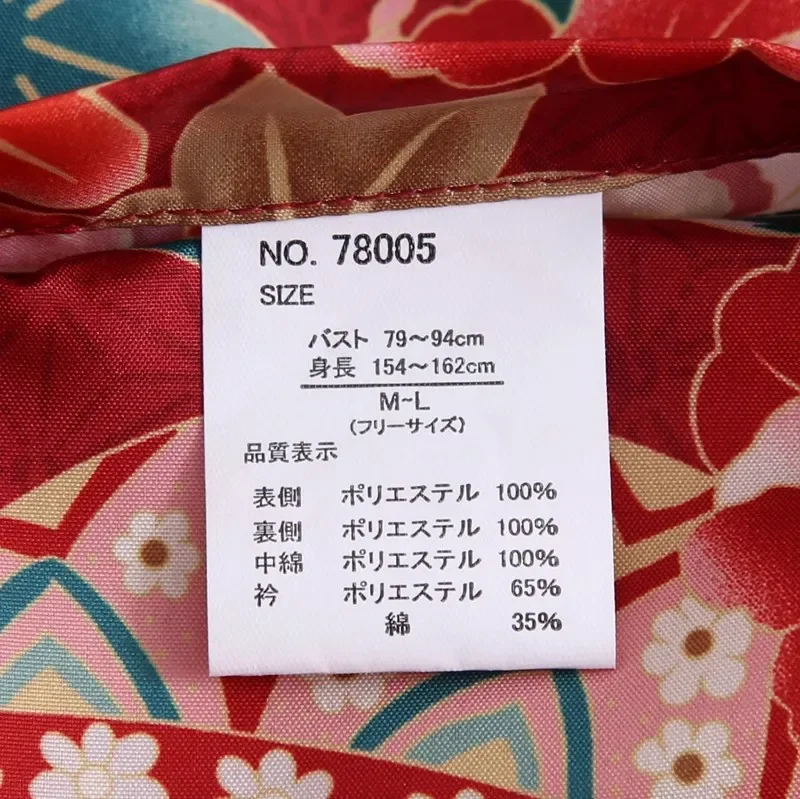 NO. 78005
SIZE
バスト 79～94cm
身長 154～162cm
M~L
(フリーサイズ)
品質表示
表側 ポリエステル 100%
裏側 ポリエステル 100%
中綿 ポリエステル 100%
衿 ポリエステル 65%
綿 35%